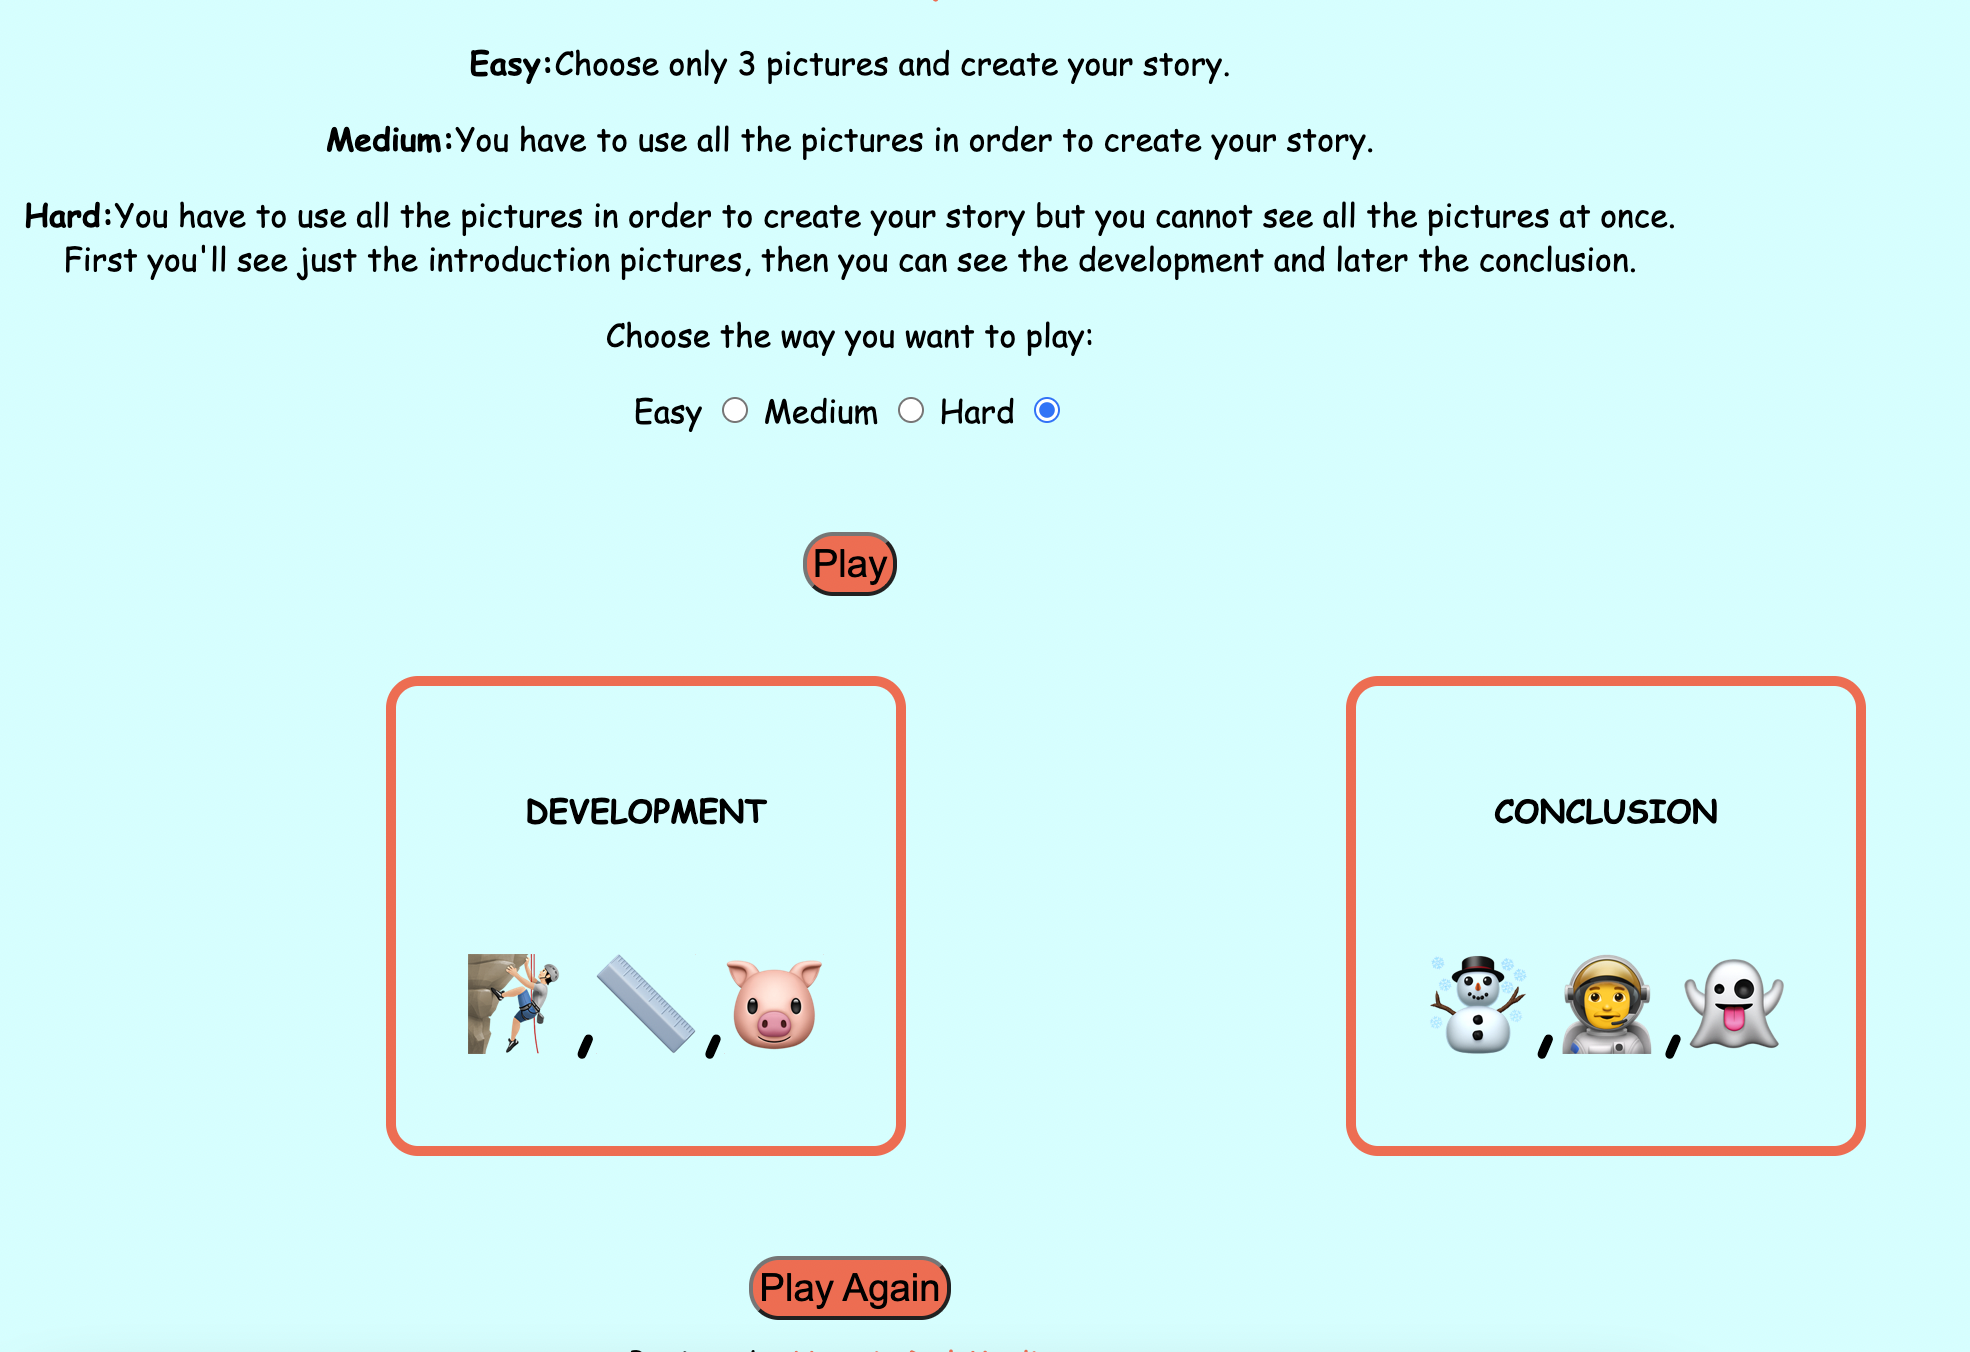 Easy:Choose only 3 pictures and create your story.
Medium:You have to use all the pictures in order to create your story.
Hard:You have to use all the pictures in order to create your story but you cannot see all the pictures at once.
First you'll see just the introduction pictures, then you can see the development and later the conclusion.
Choose the way you want to play:
Easy Medium Hard
Play
DEVELOPMENT
, ,
CONCLUSION
, ,
Play Again